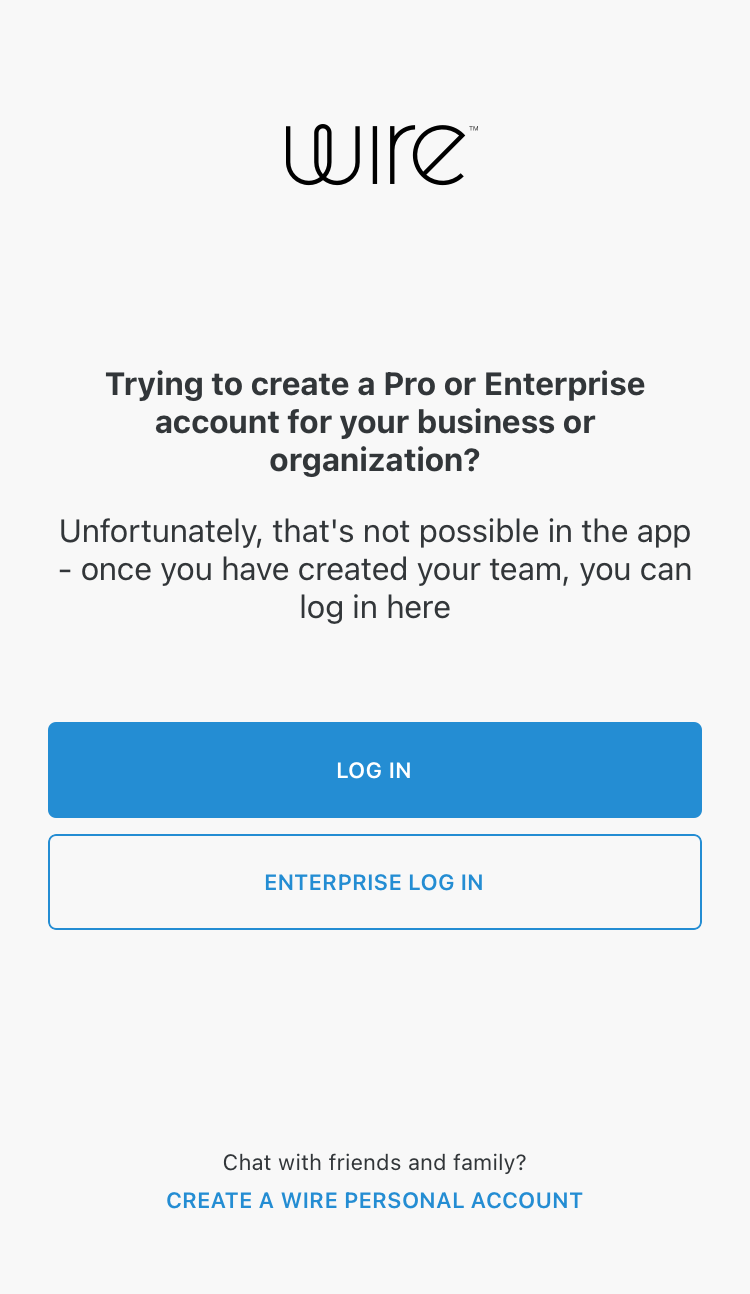 wire™
Trying to create a Pro or Enterprise
account for your business or
organization?
Unfortunately, that's not possible in the app
- once you have created your team, you can
log in here
LOG IN
ENTERPRISE LOG IN
Chat with friends and family?
CREATE A WIRE PERSONAL ACCOUNT